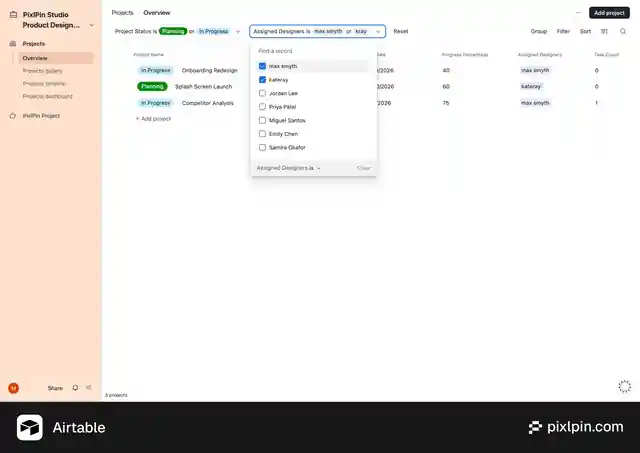 PixlPin Studio
Product Design...
Projects
Overview
Projects gallery
Projects timeline
Projects dashboard
PixlPin Project
M
Share
Projects Overview
Add project
Project Status is Planning or In Progress
Assigned Designers is max smyth or kray
Reset
Group Filter Sort
Find a record
max smyth
kateray
Jordan Lee
Priya Patel
Miguel Santos
Emily Chen
Samira Okafor
Assigned Designers is
Clear
Project Name Date Progress Percentage Assigned Designers Task Count
In Progress Onboarding Redesign /2026 40 max smyth 0
Planning Splash Screen Launch /2026 60 kateray 0
In Progress Competitor Analysis 2026 75 max smyth 1
+ Add project
3 projects
Airtable
pixlpin.com